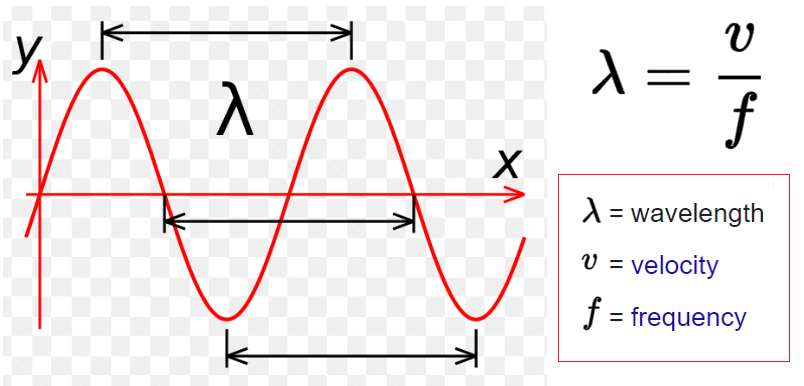 y
λ
x
λ = v/f
λ = wavelength
v = velocity
f = frequency